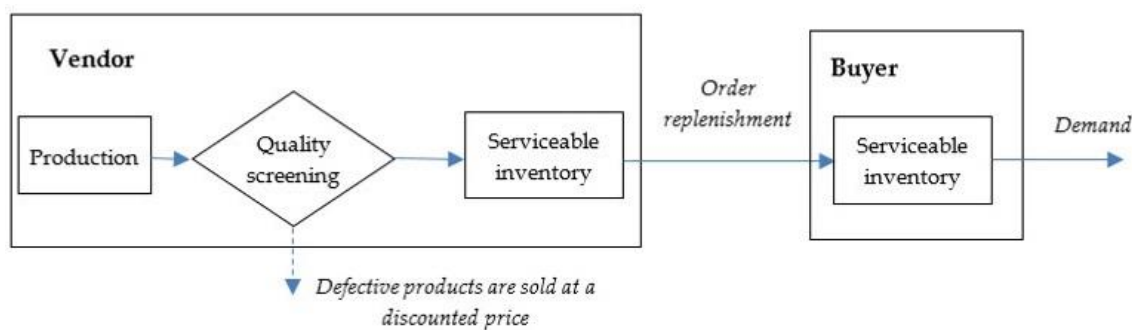 Vendor
Production
Quality
screening
Serviceable
inventory
Defective products are sold at a
discounted price
Order
replenishment
Buyer
Serviceable
inventory
Demand